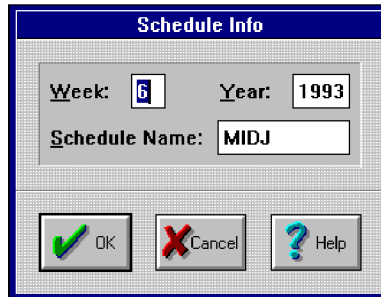 Schedule Info
Week: 6 Year: 1993
Schedule Name: MIDJ
OK Cancel Help